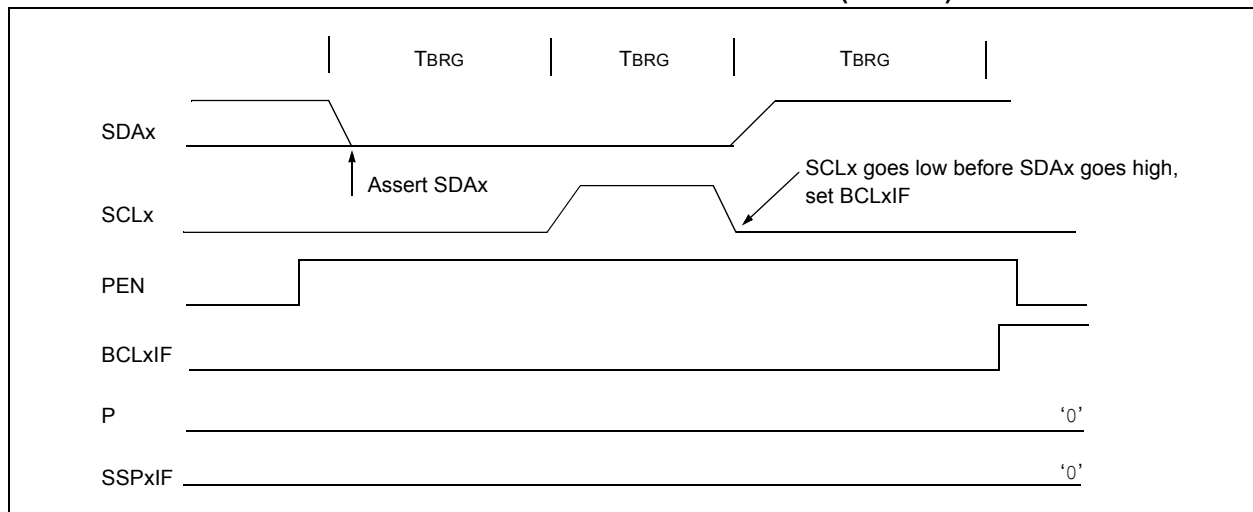 TBRG TBRG TBRG
SDAx
Assert SDAx
SCLx goes low before SDAx goes high,
set BCLxIF
SCLx
PEN
BCLxIF
P
‘0’
SSPxIF
‘0’